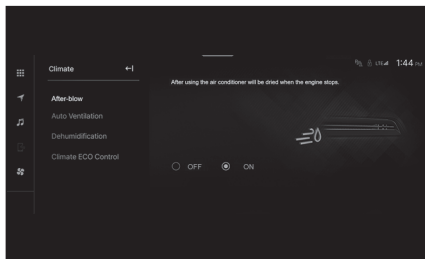 LTE 1:44 PM
Climate
After-blow
Auto Ventilation
Dehumidification
Climate ECO Control
After using the air conditioner will be dried when the engine stops.
OFF ON